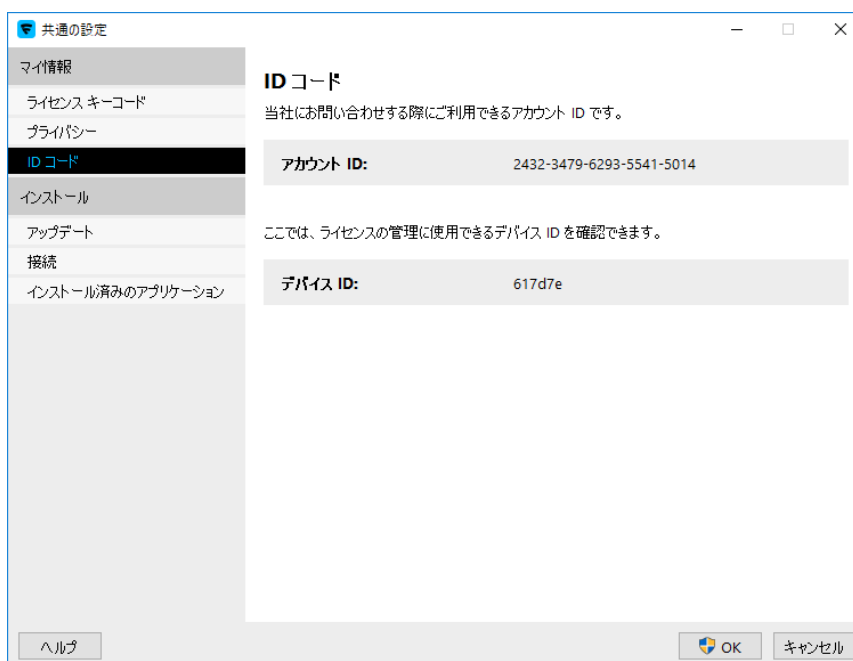 共通の設定
マイ情報
ライセンス キーコード
プライバシー
ID コード
インストール
アップデート
接続
インストール済みのアプリケーション
ID コード
当社にお問い合わせする際にご利用できるアカウント ID です。
アカウント ID: 2432-3479-6293-5541-5014
ここでは、ライセンスの管理に使用できるデバイス ID を確認できます。
デバイス ID: 617d7e
ヘルプ
OK
キャンセル